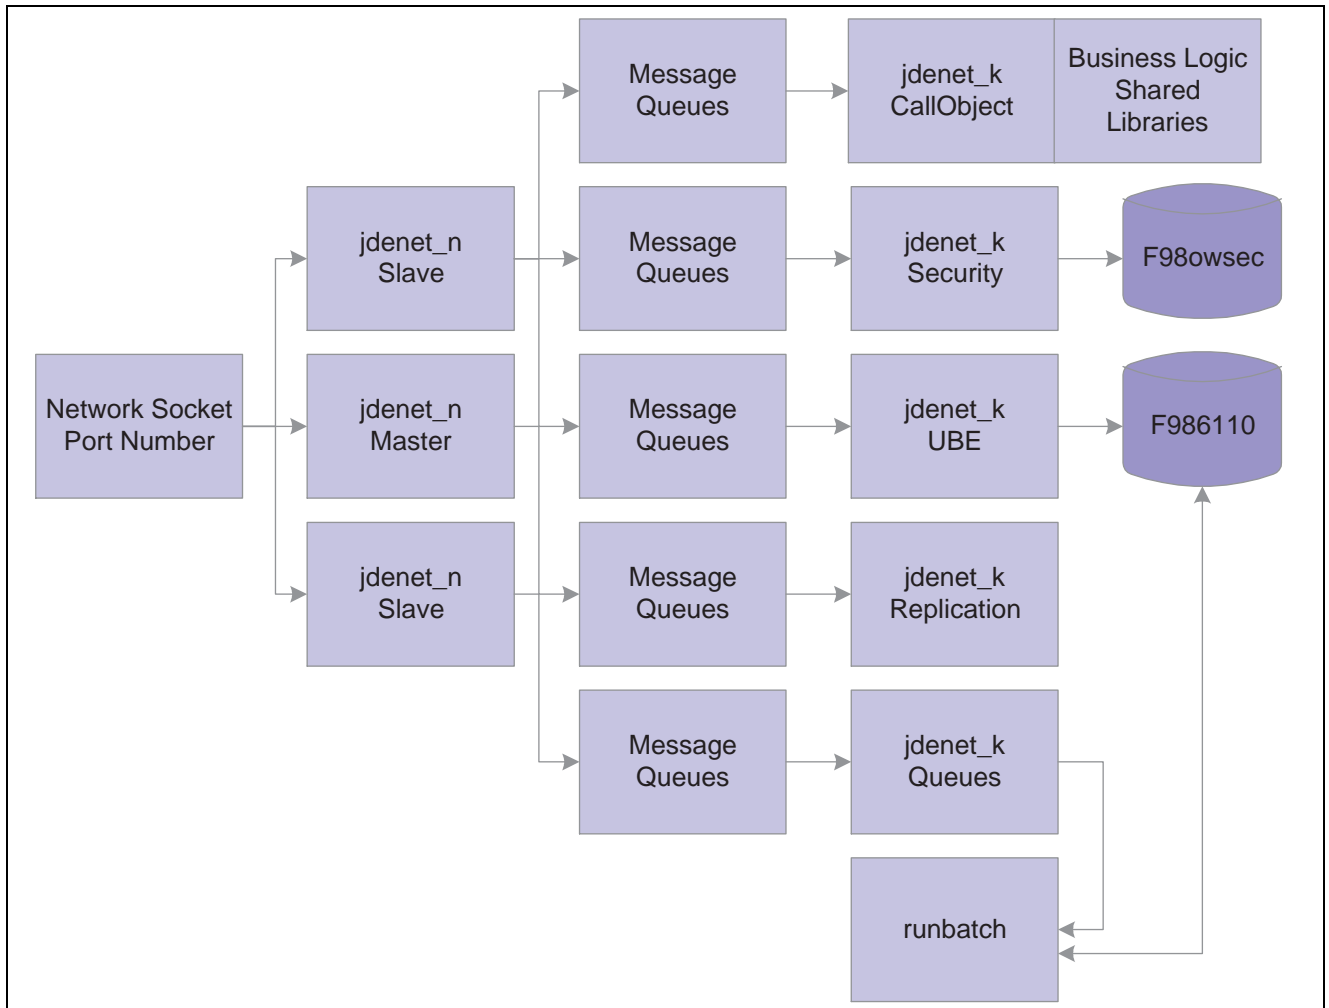 Message
Queues
jdenet_k
CallObject
Business Logic
Shared
Libraries
jdenet_n
Slave
Message
Queues
jdenet_k
Security
F98owsec
Network Socket
Port Number
jdenet_n
Master
Message
Queues
jdenet_k
UBE
F986110
jdenet_n
Slave
Message
Queues
jdenet_k
Replication
Message
Queues
jdenet_k
Queues
runbatch